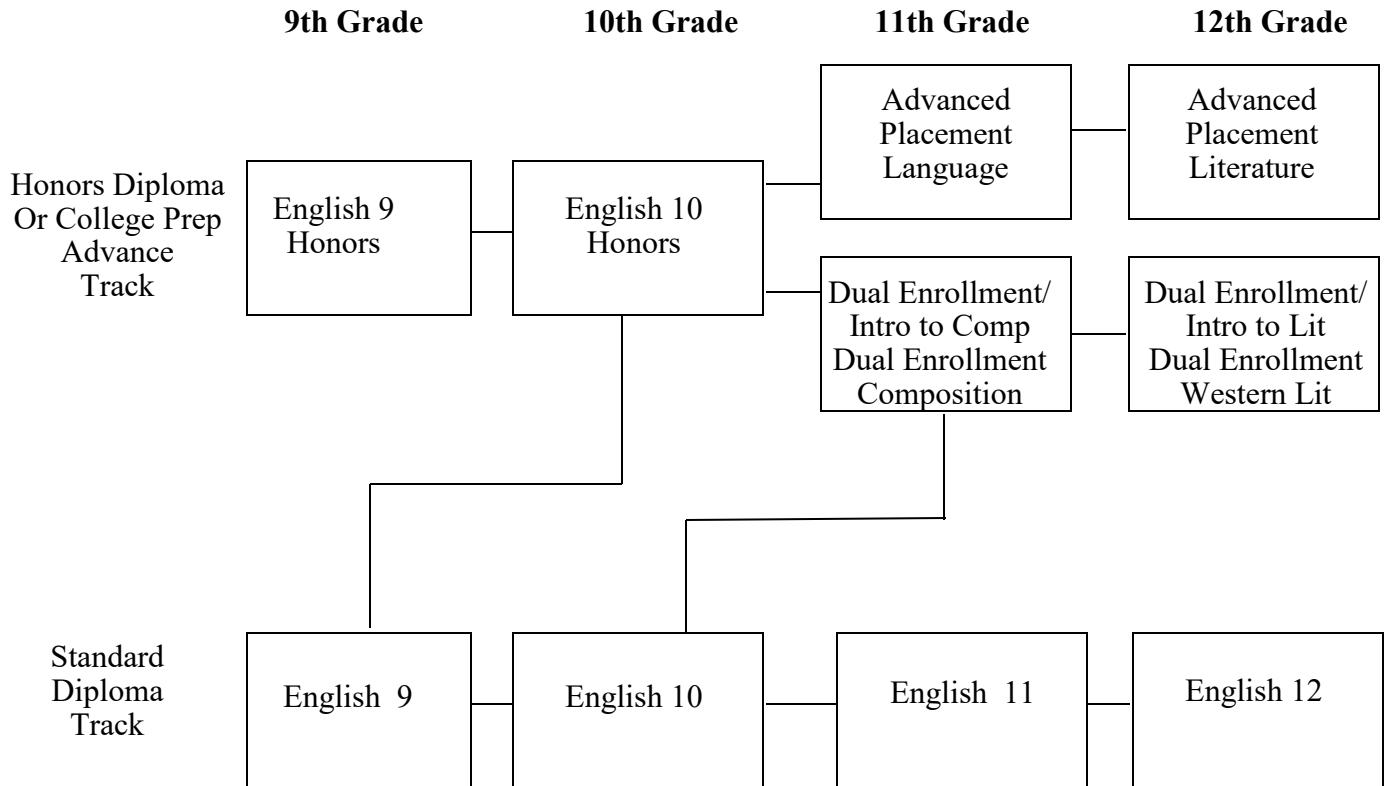 9th Grade 10th Grade 11th Grade 12th Grade
Honors Diploma
Or College Prep
Advance
Track
English 9
Honors
English 10
Honors
Advanced
Placement
Language
Advanced
Placement
Literature
Dual Enrollment/
Intro to Comp
Dual Enrollment
Composition
Dual Enrollment/
Intro to Lit
Dual Enrollment
Western Lit
Standard
Diploma
Track
English 9
English 10
English 11
English 12